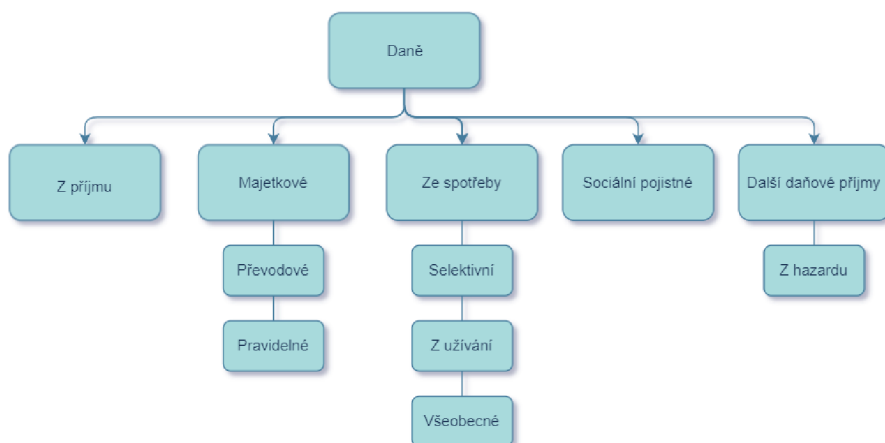 Daně
Z příjmu
Majetkové
Ze spotřeby
Sociální pojistné
Další daňové příjmy
Převodové
Selektivní
Z hazardu
Pravidelné
Z užívání
Všeobecné